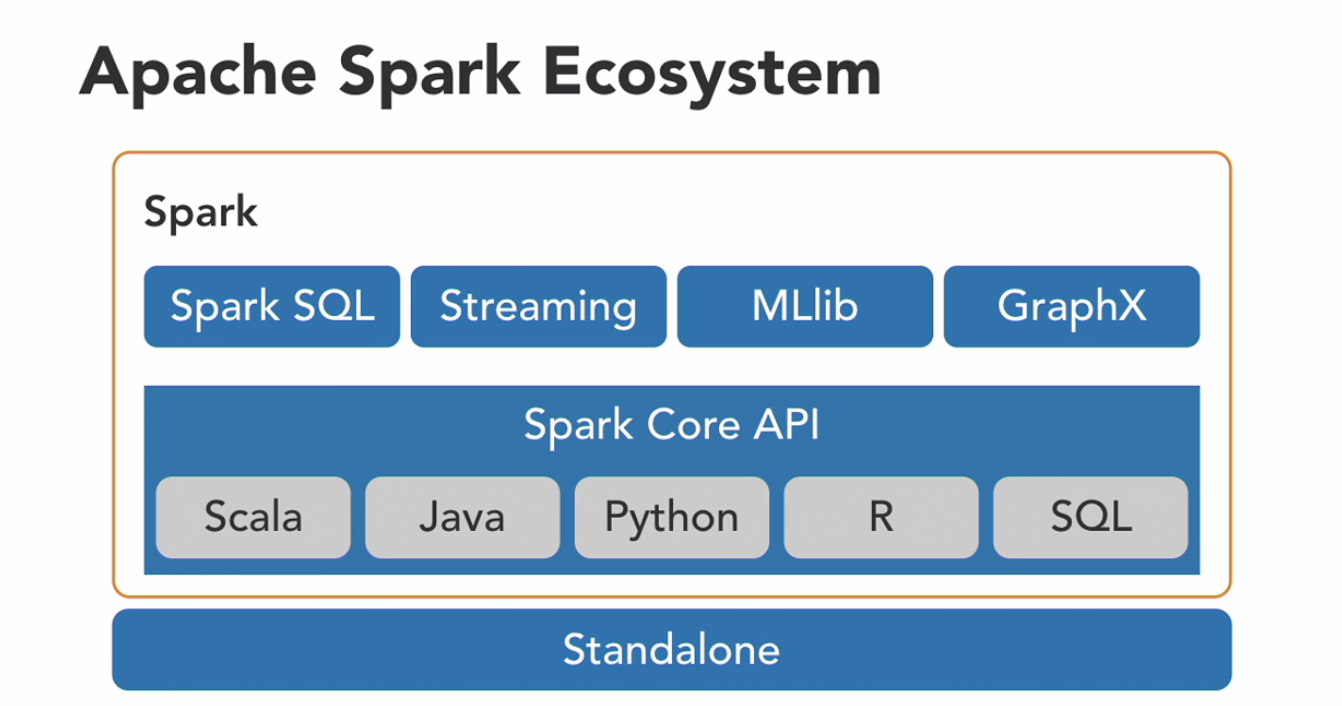 Apache Spark Ecosystem
Spark
Spark SQL
Streaming
MLlib
GraphX
Spark Core API
Scala
Java
Python
R
SQL
Standalone